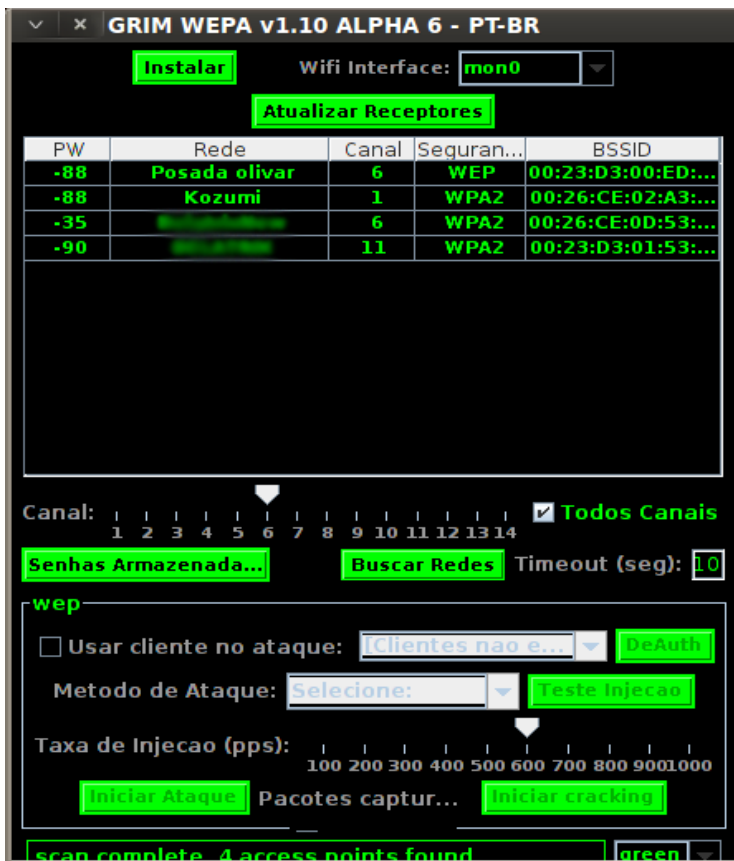 GRIM WEPA v1.10 ALPHA 6 - PT-BR
Instalar Wifi Interface: mon0
Atualizar Receptores
PW Rede Canal Seguran... BSSID
-88 Posada olivar 6 WEP 00:23:D3:00:ED:...
-88 Kozumi 1 WPA2 00:26:CE:02:A3:...
-35 6 WPA2 00:26:CE:0D:53:...
-90 11 WPA2 00:23:D3:01:53:...
Canal: 1 2 3 4 5 6 7 8 9 10 11 12 13 14 Todos Canais
Senhas Armazenada... Buscar Redes Timeout (seg): 10
wep
Usar cliente no ataque: [Clientes nao e... DeAuth
Metodo de Ataque: Selecione: Teste Injecao
Taxa de Injecao (pps): 100 200 300 400 500 600 700 800 900 1000
Iniciar Ataque Pacotes captur... Iniciar cracking
scan complete. 4 access points found green